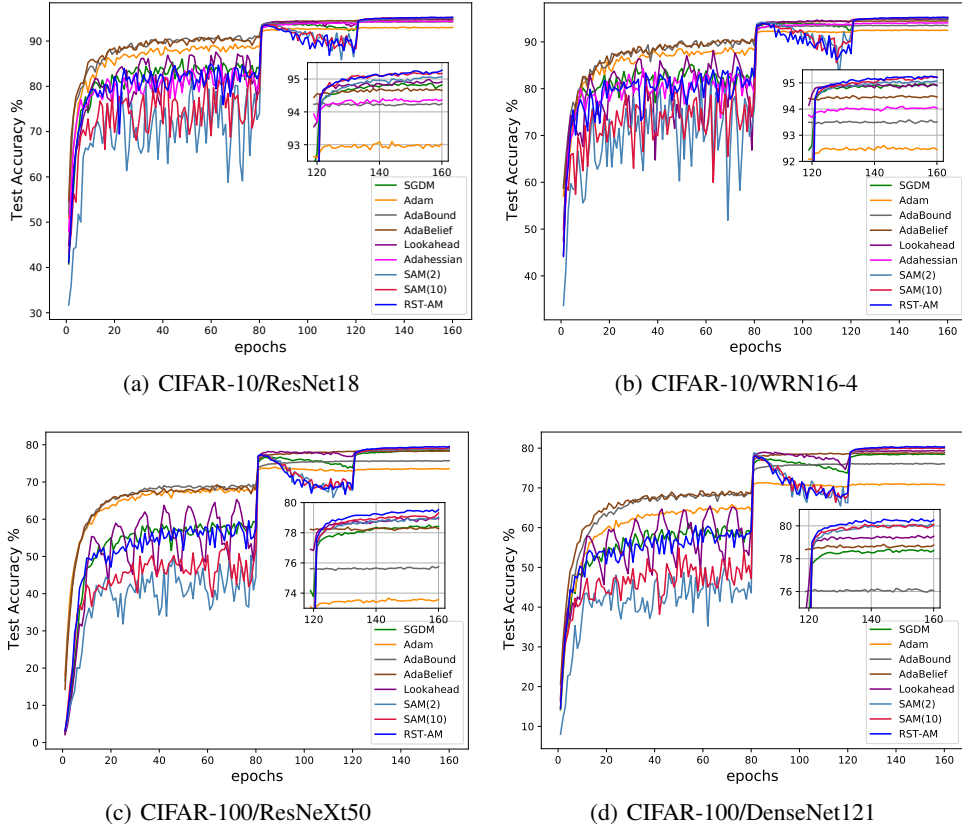 Test Accuracy %
90
80
70
60
50
40
30
0 20 40 60 80 100 120 140 160
epochs
95
94
93
120 140 160
SGDM
Adam
AdaBound
AdaBelief
Lookahead
Adahessian
SAM(2)
SAM(10)
RST-AM
(a) CIFAR-10/ResNet18
Test Accuracy %
90
80
70
60
50
40
0 20 40 60 80 100 120 140 160
epochs
95
94
93
92
120 140 160
SGDM
Adam
AdaBound
AdaBelief
Lookahead
Adahessian
SAM(2)
SAM(10)
RST-AM
(b) CIFAR-10/WRN16-4
Test Accuracy %
80
70
60
50
40
30
20
10
0
0 20 40 60 80 100 120 140 160
epochs
80
78
76
74
120 140 160
SGDM
Adam
AdaBound
AdaBelief
Lookahead
SAM(2)
SAM(10)
RST-AM
(c) CIFAR-100/ResNeXt50
Test Accuracy %
80
70
60
50
40
30
20
10
0 20 40 60 80 100 120 140 160
epochs
80
78
76
120 140 160
SGDM
Adam
AdaBound
AdaBelief
Lookahead
SAM(2)
SAM(10)
RST-AM
(d) CIFAR-100/DenseNet121